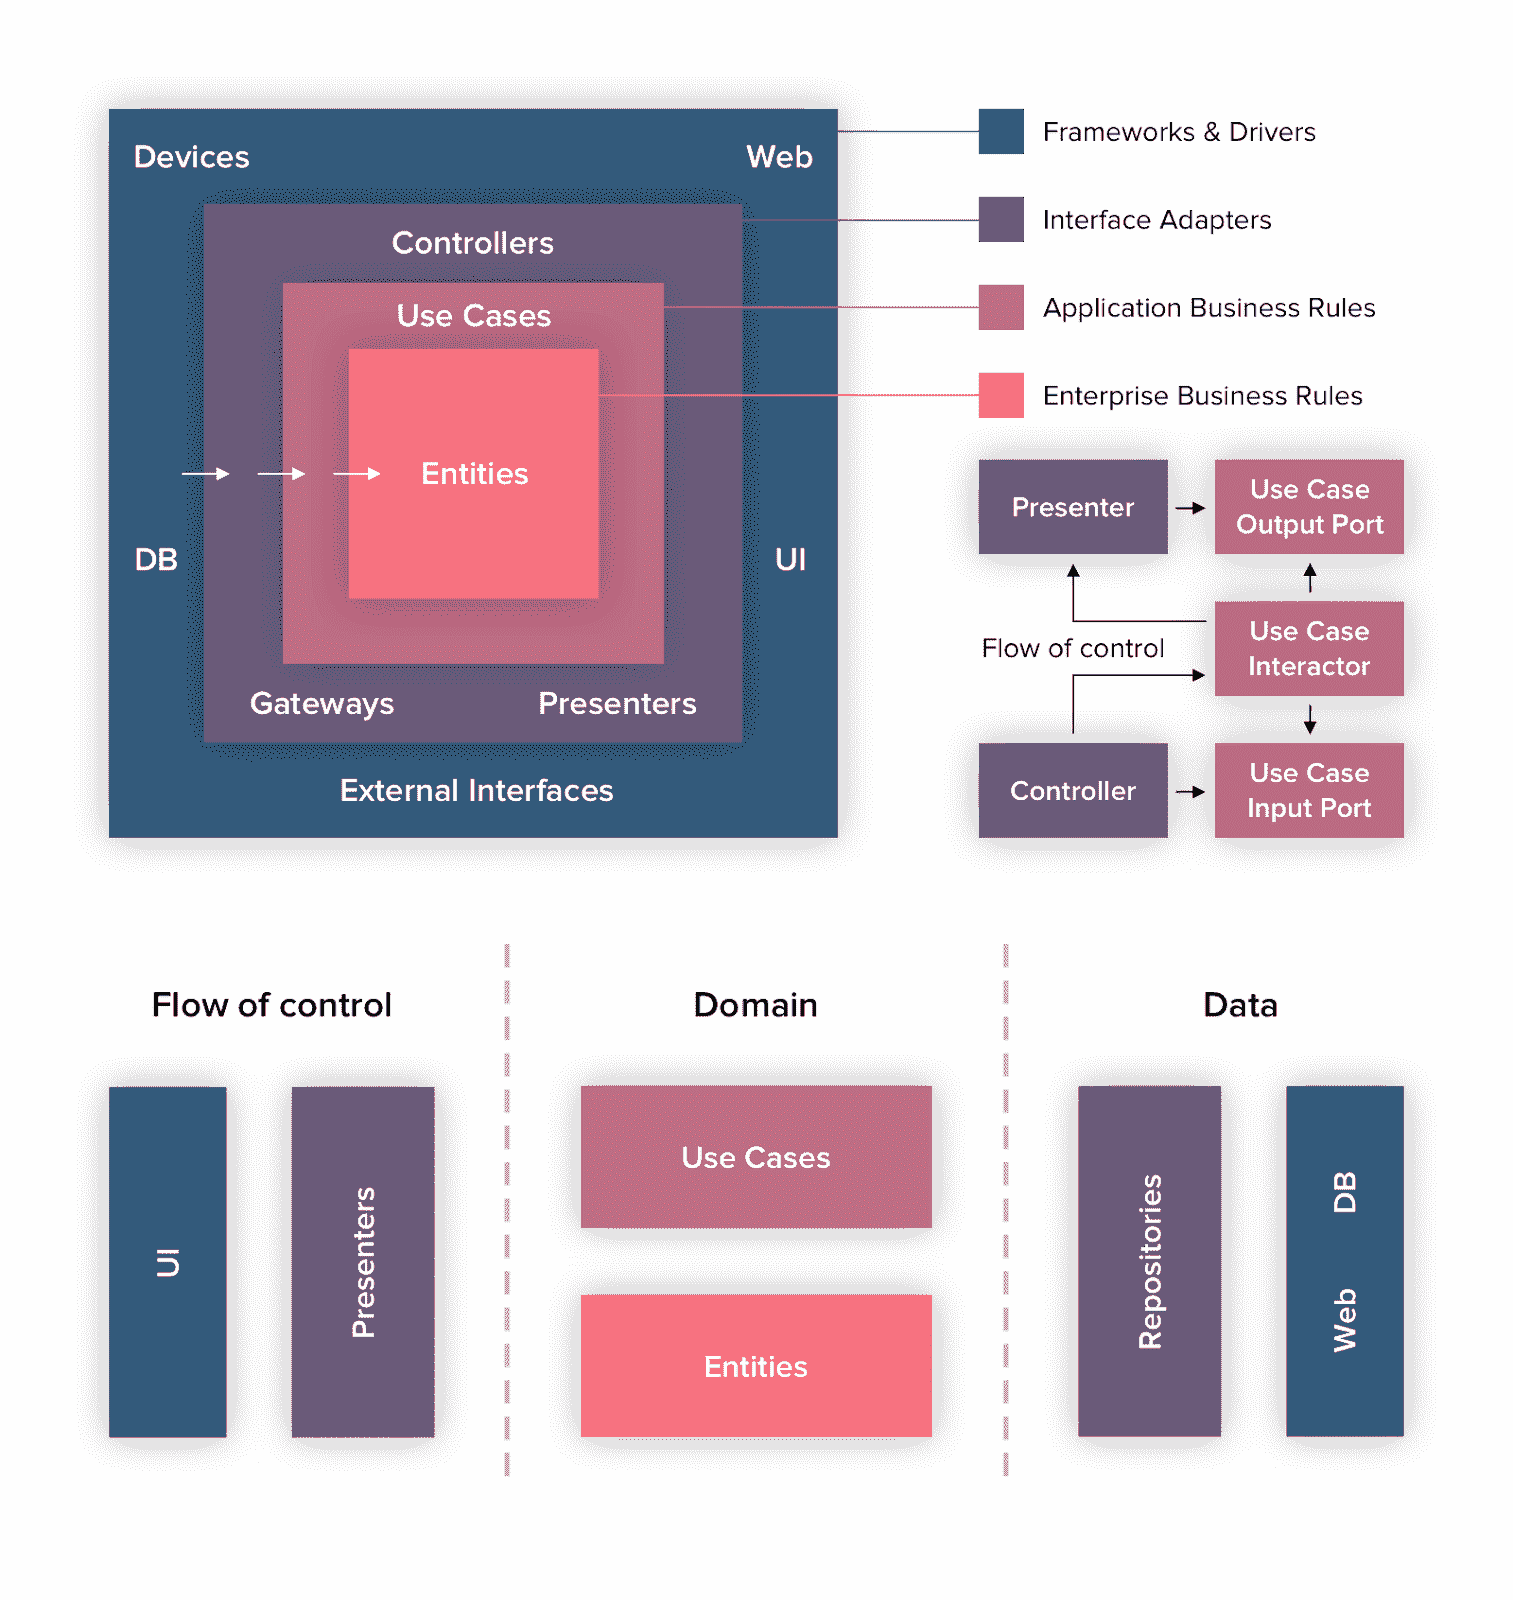 Devices
Web
Controllers
Use Cases
Entities
DB
UI
Gateways
Presenters
External Interfaces
Frameworks & Drivers
Interface Adapters
Application Business Rules
Enterprise Business Rules
Presenter
Use Case
Output Port
Flow of control
Use Case
Interactor
Controller
Use Case
Input Port
Flow of control
UI
Presenters
Domain
Use Cases
Entities
Data
Repositories
Web DB